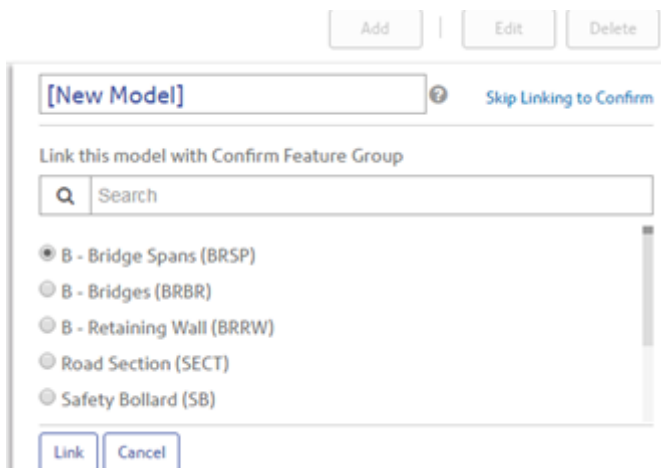 Add | Edit Delete
[New Model] Skip Linking to Confirm
Link this model with Confirm Feature Group
Search
B - Bridge Spans (BRSP)
B - Bridges (BRBR)
B - Retaining Wall (BRRW)
Road Section (SECT)
Safety Bollard (SB)
Link Cancel